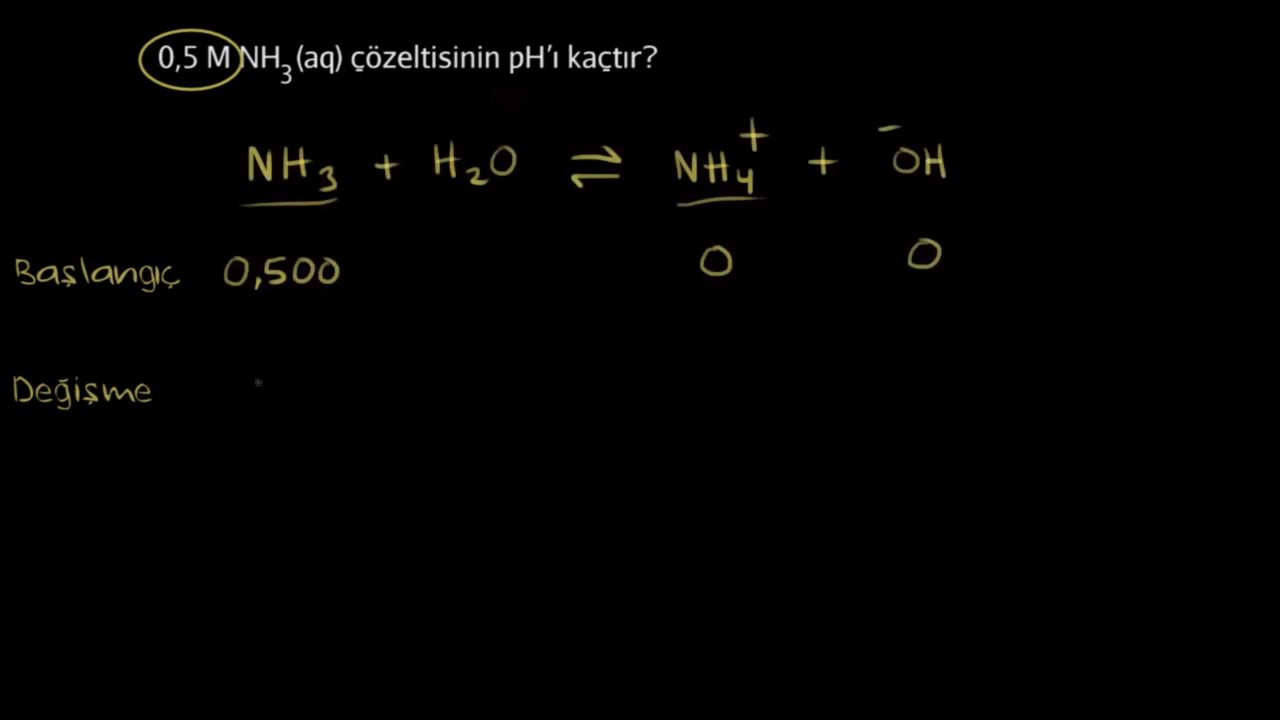 0,5 M NH₃(aq) çözeltisinin pH’ı kaçtır?
NH₃ + H₂O ⇌ NH₄⁺ + ⁻OH
Başlangıç 0,500 0 0
Değişme